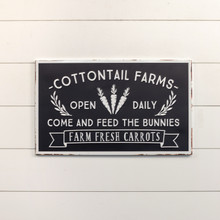 -COTTONTAIL FARMS-
OPEN DAILY
COME AND FEED THE BUNNIES
FARM FRESH CARROTS